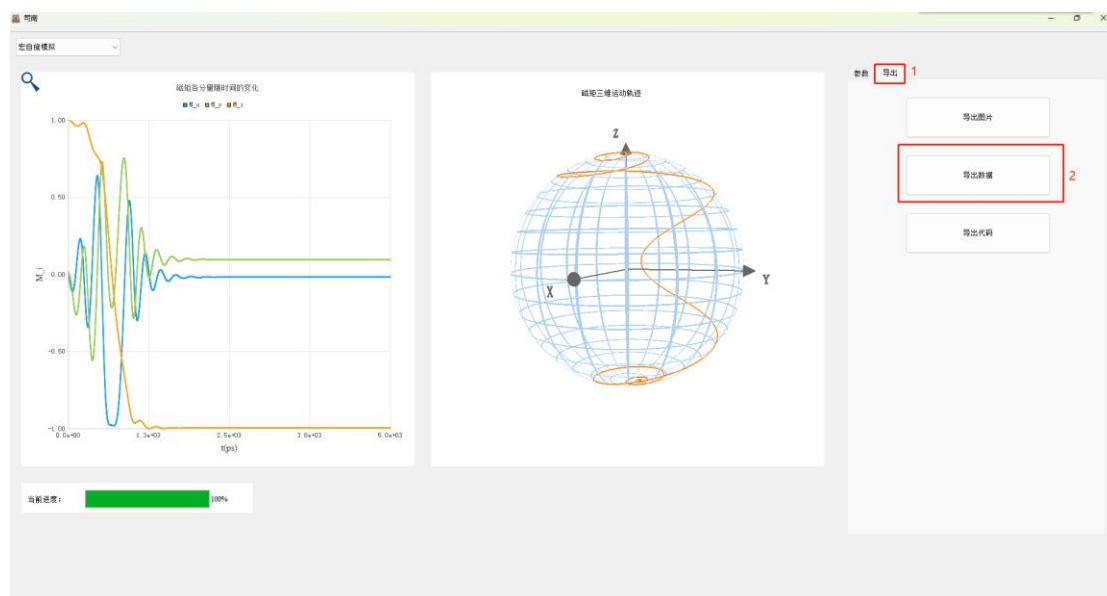 司南
宏自旋模拟
参数 导出 1
磁矩各分量随时间的变化
M_x M_y M_z
1.00
0.50
0.00
-0.50
-1.00
M_i
0.0e+00 1.3e+03 2.5e+03 3.8e+03 5.0e+03
t(ps)
磁矩三维运动轨迹
Z
X
Y
导出图片
导出数据 2
导出代码
当前进度:
100%